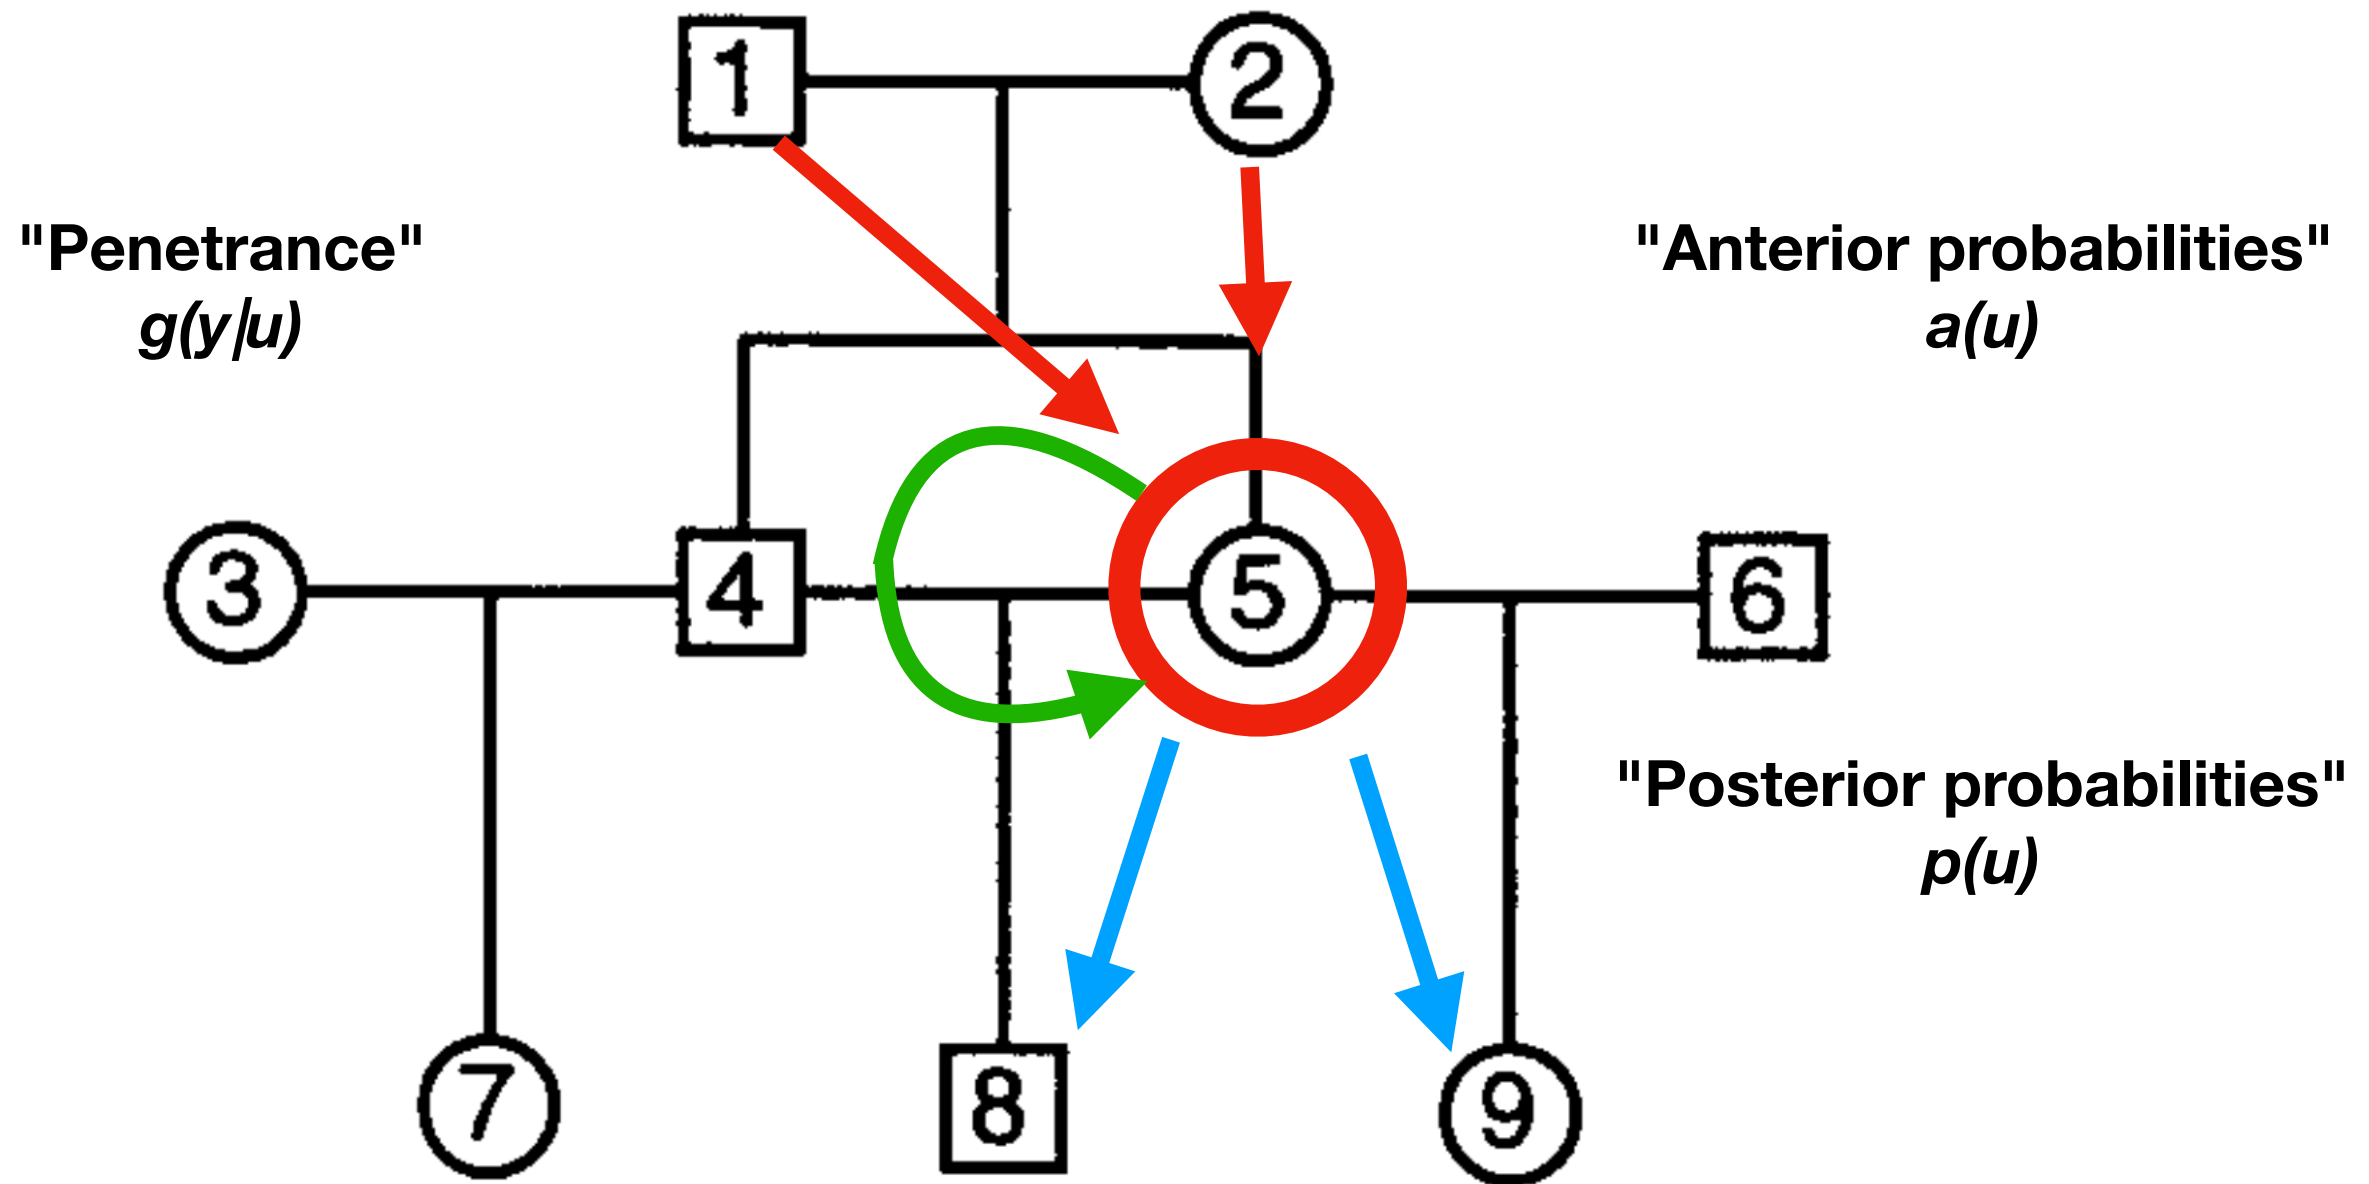 1
2
"Penetrance"
g(y|u)
"Anterior probabilities"
a(u)
3
4
5
6
"Posterior probabilities"
p(u)
7
8
9